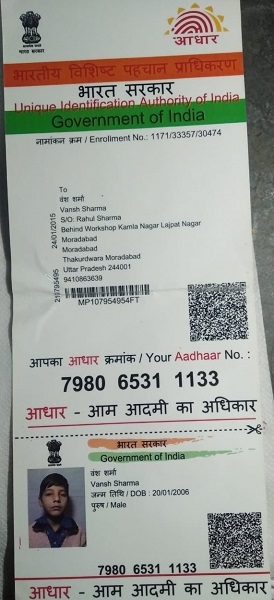 भारत सरकार
आधार
भारतीय विशिष्ट पहचान प्राधिकरण
भारत सरकार
Unique Identification Authority of India
Government of India
नामांकन क्रम / Enrollment No.: 1171/33357/30474
To
वंश शर्मा
Vansh Sharma
S/O: Rahul Sharma
Behind Workshop Kamla Nagar Lajpat Nagar
Moradabad
Moradabad
Thakurdwara Moradabad
Uttar Pradesh 244001
9410863639
24/01/2015
MP107954954FT
आपका आधार क्रमांक / Your Aadhaar No. :
7980 6531 1133
आधार - आम आदमी का अधिकार
भारत सरकार
Government of India
वंश शर्मा
Vansh Sharma
जन्म तिथि / DOB : 20/01/2006
पुरुष / Male
7980 6531 1133
आधार - आम आदमी का अधिकार